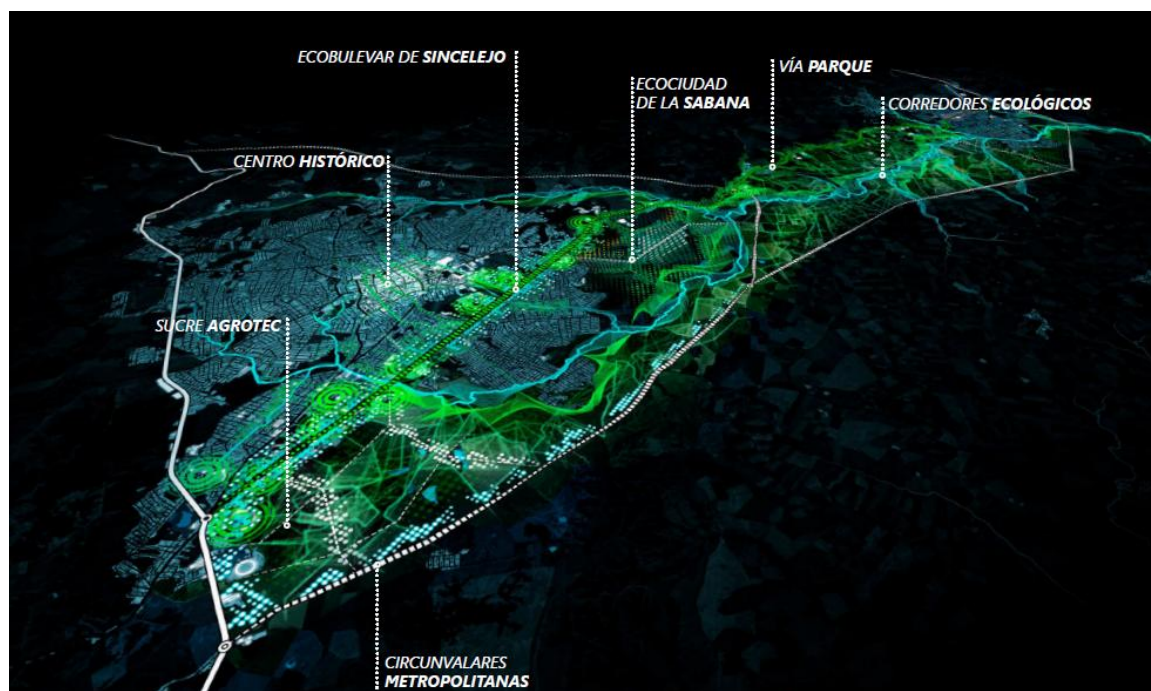 ECOBULEVAR DE SINCELEJO
VÍA PARQUE
ECOCIUDAD
DE LA SABANA
CORREDORES ECOLÓGICOS
CENTRO HISTÓRICO
SUCRE AGROTEC
CIRCUNVALARES
METROPOLITANAS